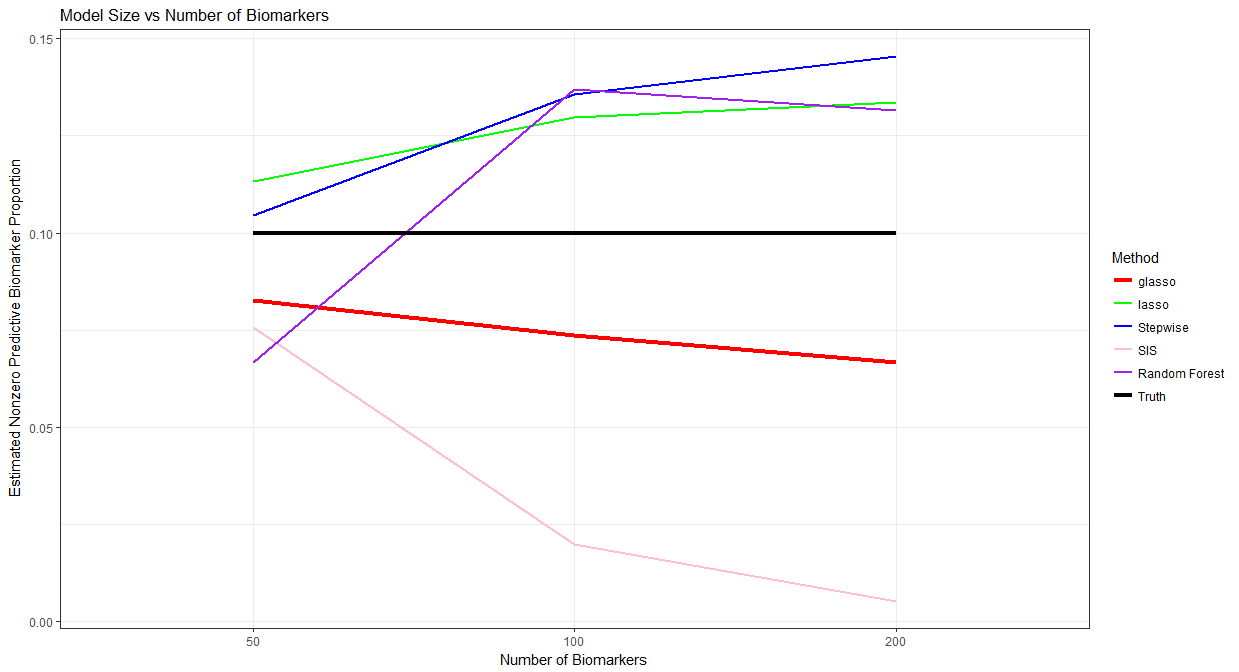 Model Size vs Number of Biomarkers
Estimated Nonzero Predictive Biomarker Proportion
0.15
0.10
0.05
0.00
50
100
200
Number of Biomarkers
Method
glasso
lasso
Stepwise
SIS
Random Forest
Truth